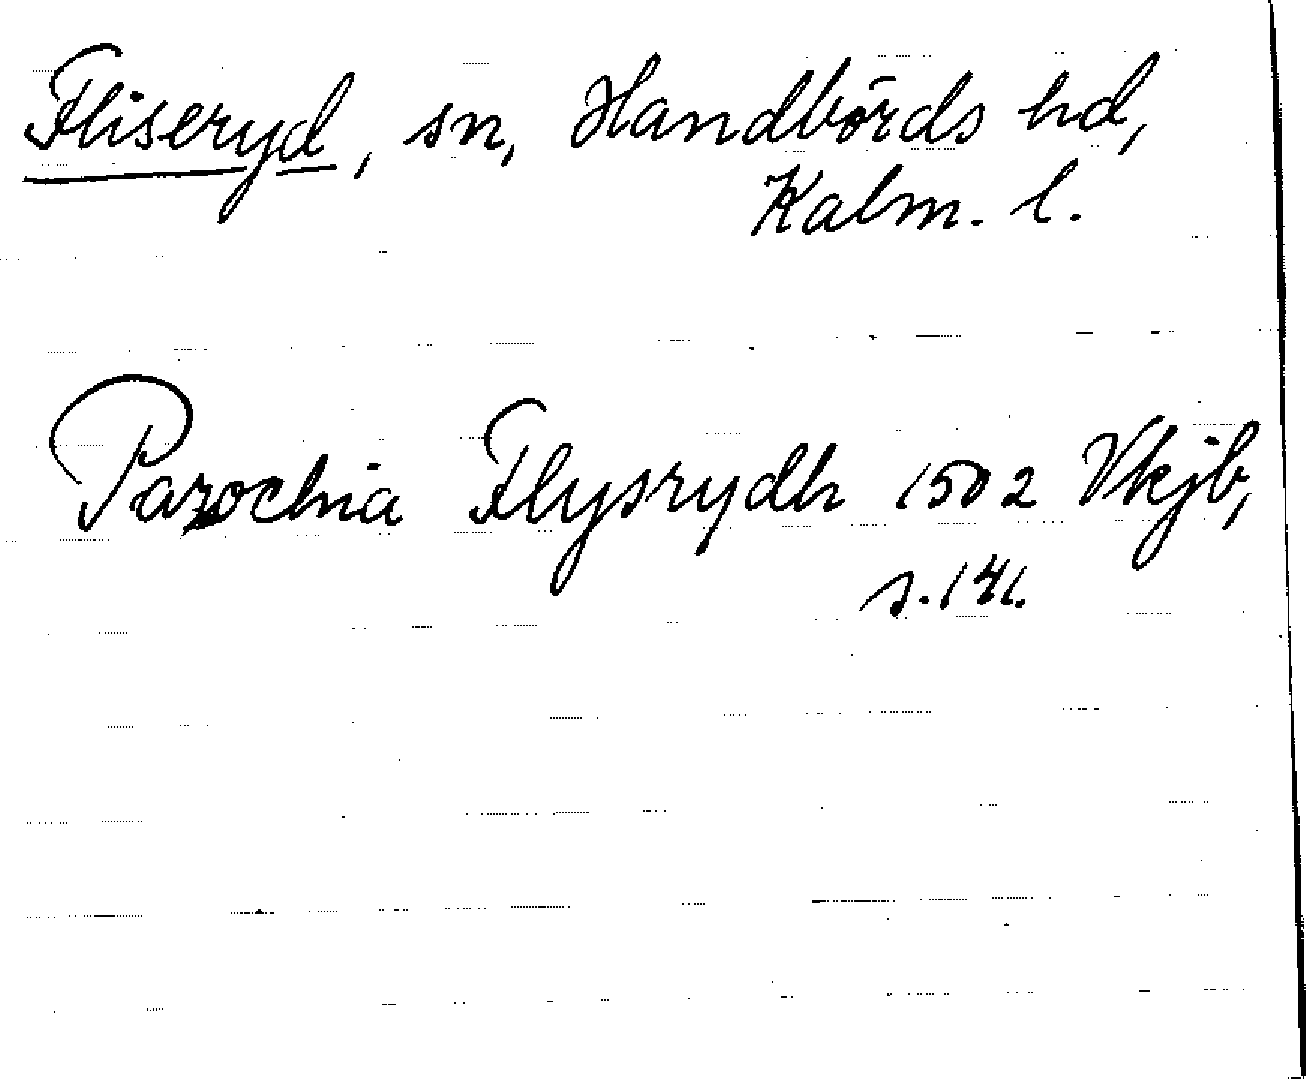 Fliseryd, sn, Handbörds hd,
Kalm. l.
Parochia Flysrydh 1502 Vkjb,
s. 141.